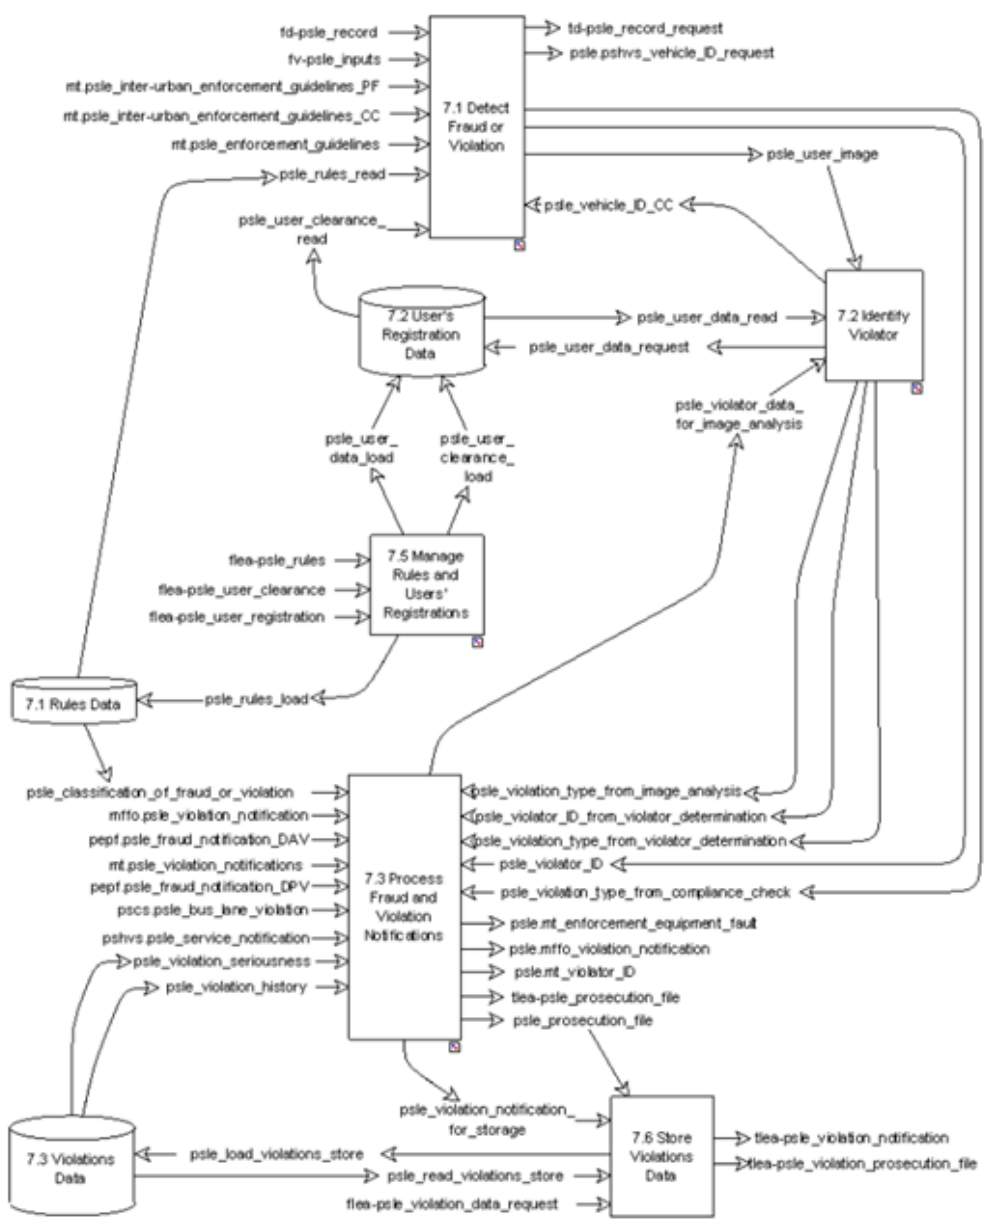 fd-psle_record
td-psle_record_request
fv-psle_inputs
psle.pshvs_vehicle_ID_request
mt.psle_inter-urban_enforcement_guidelines_PF
mt.psle_inter-urban_enforcement_guidelines_CC
7.1 Detect
Fraud or
Violation
mt.psle_enforcement_guidelines
psle_user_image
psle_rules_read
psle_vehicle_ID_CC
psle_user_clearance_
read
7.2 User's
Registration
Data
psle_user_data_read
7.2 Identify
Violator
psle_user_data_request
psle_violator_data_
for_image_analysis
psle_user_
data_load
psle_user_
clearance_
load
flea-psle_rules
flea-psle_user_clearance
flea-psle_user_registration
7.5 Manage
Rules and
Users'
Registrations
7.1 Rules Data
psle_rules_load
psle_classification_of_fraud_or_violation
mffo.psle_violation_notification
pepf.psle_fraud_notification_DAV
mt.psle_violation_notifications
pepf.psle_fraud_notification_DPV
pscs.psle_bus_lane_violation
pshvs.psle_service_notification
psle_violation_seriousness
psle_violation_history
7.3 Process
Fraud and
Violation
Notifications
psle_violation_type_from_image_analysis
psle_violator_ID_from_violator_determination
psle_violation_type_from_violator_determination
psle_violator_ID
psle_violation_type_from_compliance_check
psle.mt_enforcement_equipment_fault
psle.mffo_violation_notification
psle.mt_violator_ID
tlea-psle_prosecution_file
psle_prosecution_file
psle_violation_notification_
for_storage
7.3 Violations
Data
psle_load_violations_store
psle_read_violations_store
flea-psle_violation_data_request
7.6 Store
Violations
Data
tlea-psle_violation_notification
tlea-psle_violation_prosecution_file